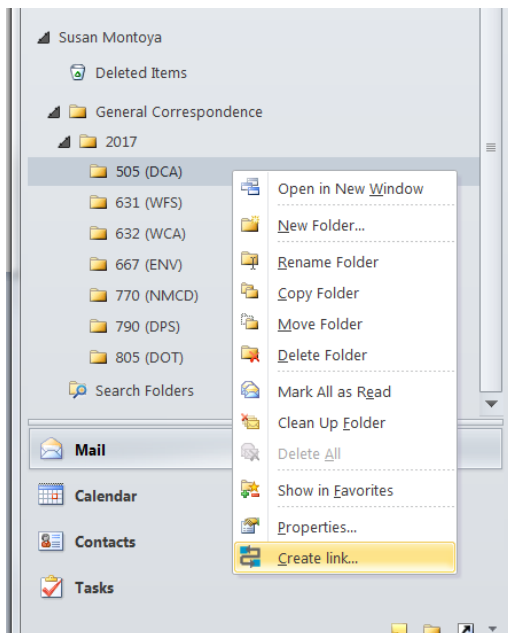 Susan Montoya
Deleted Items
General Correspondence
2017
505 (DCA)
631 (WFS)
632 (WCA)
667 (ENV)
770 (NMCD)
790 (DPS)
805 (DOT)
Search Folders
Open in New Window
New Folder...
Rename Folder
Copy Folder
Move Folder
Delete Folder
Mark All as Read
Clean Up Folder
Delete All
Show in Favorites
Properties...
Create link...
Mail
Calendar
Contacts
Tasks